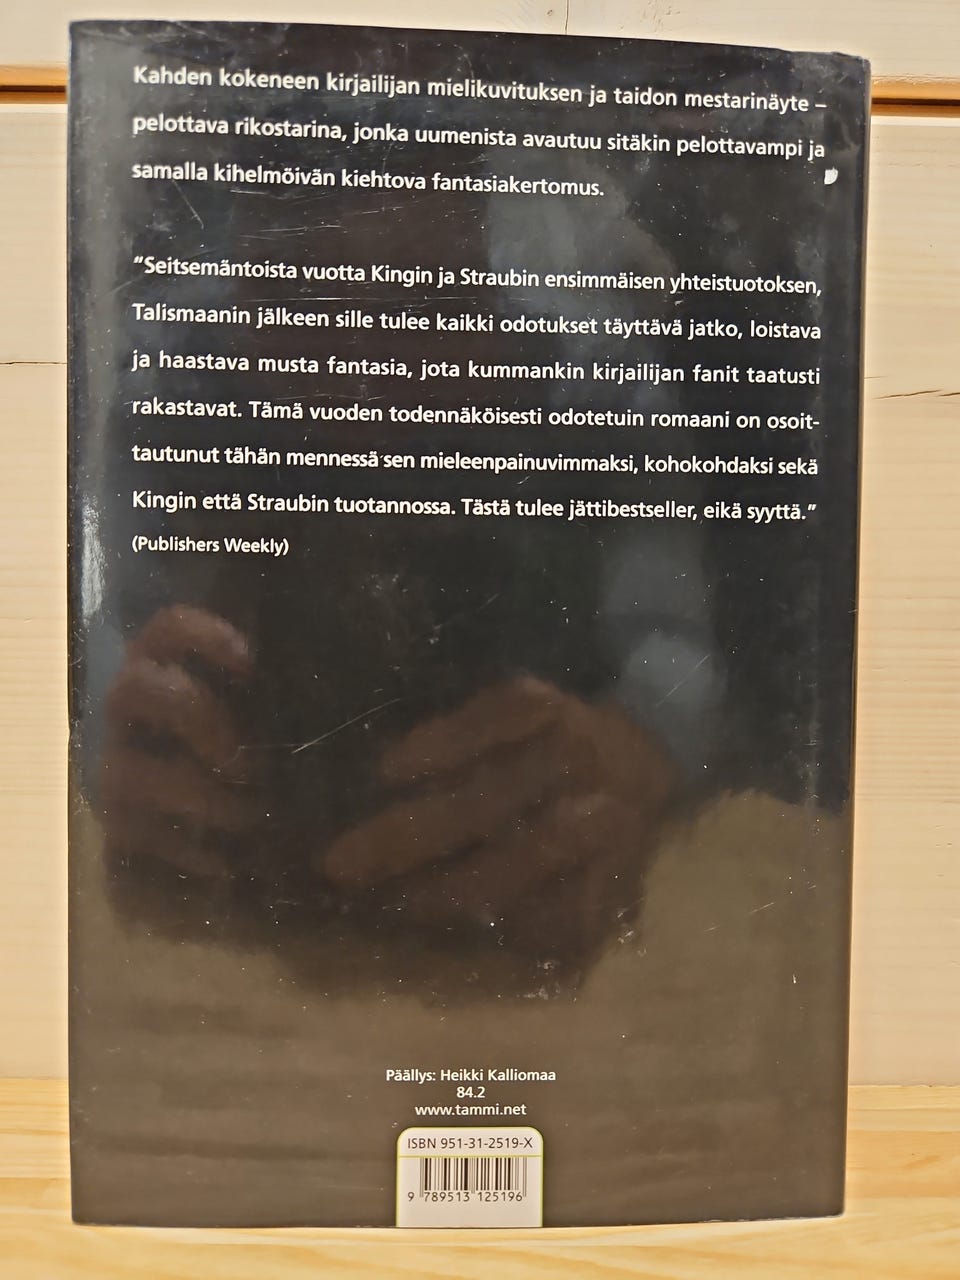 Kahden kokeneen kirjailijan mielikuvituksen ja taidon mestarinäyte –
pelottava rikostarina, jonka uumenista avautuu sitäkin pelottavampi ja
samalla kihelmöivän kiehtova fantasiakertomus.
"Seitsemäntoista vuotta Kingin ja Straubin ensimmäisen yhteistuotoksen,
Talismaanin jälkeen sille tulee kaikki odotukset täyttävä jatko, loistava
ja haastava musta fantasia, jota kummankin kirjailijan fanit taatusti
rakastavat. Tämä vuoden todennäköisesti odotetuin romaani on osoit-
tautunut tähän mennessä sen mieleenpainuvimmaksi, kohokohdaksi sekä
Kingin että Straubin tuotannossa. Tästä tulee jättibestseller, eikä syyttä."
(Publishers Weekly)
Päällys: Heikki Kalliomaa
84.2
www.tammi.net
ISBN 951-31-2519-X
9 789513 125196